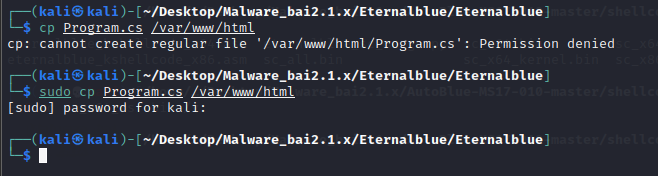 ┌──(kali㉿kali)-[~/Desktop/Malware_bai2.1.x/Eternalblue/Eternalblue]
└─$ cp Program.cs /var/www/html
cp: cannot create regular file '/var/www/html/Program.cs': Permission denied
┌──(kali㉿kali)-[~/Desktop/Malware_bai2.1.x/Eternalblue/Eternalblue]
└─$ sudo cp Program.cs /var/www/html
[sudo] password for kali:
┌──(kali㉿kali)-[~/Desktop/Malware_bai2.1.x/Eternalblue/Eternalblue]
└─$